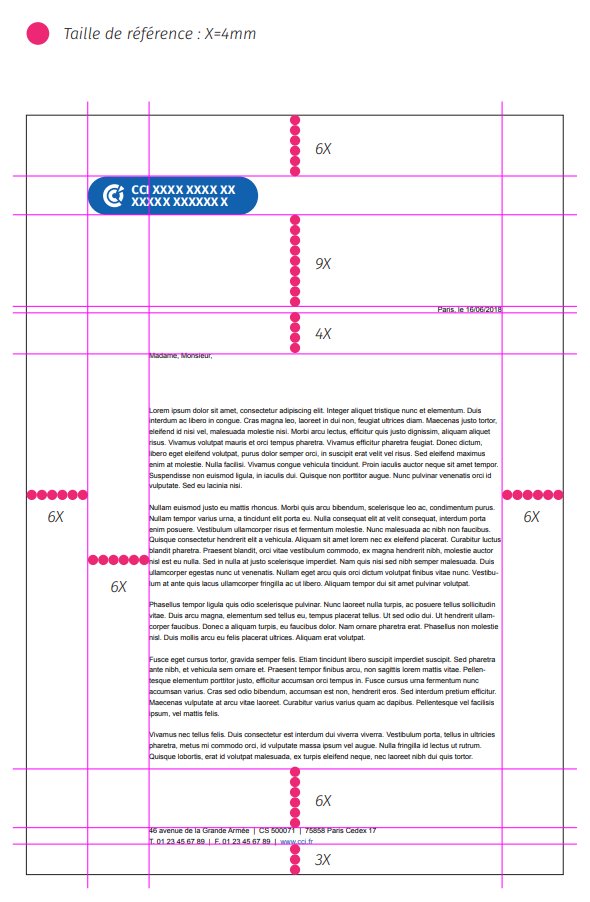 Taille de référence : X=4mm
6X
CCI XXXX XXXX XX
XXXXX XXXXXX X
9X
Paris, le 16/06/2018
4X
Madame, Monsieur,
Lorem ipsum dolor sit amet, consectetur adipiscing elit. Integer aliquet tristique nunc et elementum. Duis
interdum ac libero in congue. Cras magna leo, laoreet in dui non, feugiat ultrices diam. Maecenas justo tortor,
eleifend id nisi vel, malesuada molestie nisi. Morbi arcu lectus, efficitur quis justo dignissim, aliquam aliquet
risus. Vivamus volutpat mauris et orci tempus pharetra. Vivamus efficitur pharetra feugiat. Donec dictum,
libero eget eleifend volutpat, purus dolor semper orci, in suscipit erat velit vel risus. Sed eleifend maximus
enim at molestie. Nulla facilisi. Vivamus congue vehicula tincidunt. Proin iaculis auctor neque sit amet tempor.
Suspendisse non euismod ligula, in iaculis dui. Quisque non porttitor augue. Nunc pulvinar venenatis orci
vulputate. Sed eu lacinia nisi.
6X
6X
Nullam euismod justo eu mattis rhoncus. Morbi quis arcu bibendum, scelerisque leo ac, condimentum purus.
Nullam tempor varius urna, a tincidunt elit porta eu. Nulla consequat elit at velit consequat, interdum porta
enim posuere. Vestibulum ullamcorper risus et fermentum molestie. Nunc malesuada ac nibh non faucibus.
Quisque consectetur hendrerit elit a vehicula. Aliquam sit amet lorem nec ex eleifend placerat. Curabitur luctus
blandit pharetra. Praesent blandit, orci vitae vestibulum commodo, ex magna hendrerit nibh, molestie auctor
nisl est eu nulla. Sed in nulla at justo scelerisque imperdiet. Nam quis nisi sed nibh semper malesuada. Duis
ullamcorper egestas nunc ut venenatis. Nullam eget arcu quis orci dictum volutpat finibus vitae nunc. Vestibu-
lum at ante quis lacus ullamcorper fringilla ac ut libero. Aliquam tempor dui sit amet pulvinar volutpat.
6X
Phasellus tempor ligula quis odio scelerisque pulvinar. Nunc laoreet nulla turpis, ac posuere tellus sollicitudin
vitae. Duis arcu magna, elementum sed tellus eu, tempus placerat tellus. Ut sed odio dui. Ut hendrerit ullam-
corper faucibus. Donec a aliquam turpis, eu faucibus dolor. Nam ornare pharetra erat. Phasellus non molestie
nisl. Duis mollis arcu eu felis placerat ultrices. Aliquam erat volutpat.
Fusce eget cursus tortor, gravida semper felis. Etiam tincidunt libero suscipit imperdiet suscipit. Sed pharetra
ante nibh, et vehicula sem ornare et. Praesent tempor finibus arcu, non sagittis lorem mattis vitae. Pellen-
tesque elementum porttitor justo, efficitur accumsan orci tempus in. Fusce cursus urna fermentum nunc
accumsan varius. Cras sed odio bibendum, accumsan est non, hendrerit eros. Sed interdum pretium efficitur.
Maecenas vulputate at arcu vitae laoreet. Curabitur varius varius quam ac dapibus. Pellentesque vel facilisis
ipsum, vel mattis felis.
Vivamus nec tellus felis. Duis consectetur est interdum dui viverra viverra. Vestibulum porta, tellus in ultricies
pharetra, metus mi commodo orci, id vulputate massa ipsum vel augue. Nulla fringilla id lectus ut rutrum.
Quisque lobortis, erat id volutpat malesuada, ex turpis eleifend neque, nec laoreet nibh dui quis tortor.
6X
46 avenue de la Grande Armée | CS 500071 | 75858 Paris Cedex 17
T. 01 23 45 67 89 | F. 01 23 45 67 89 | www.cci.fr
3X